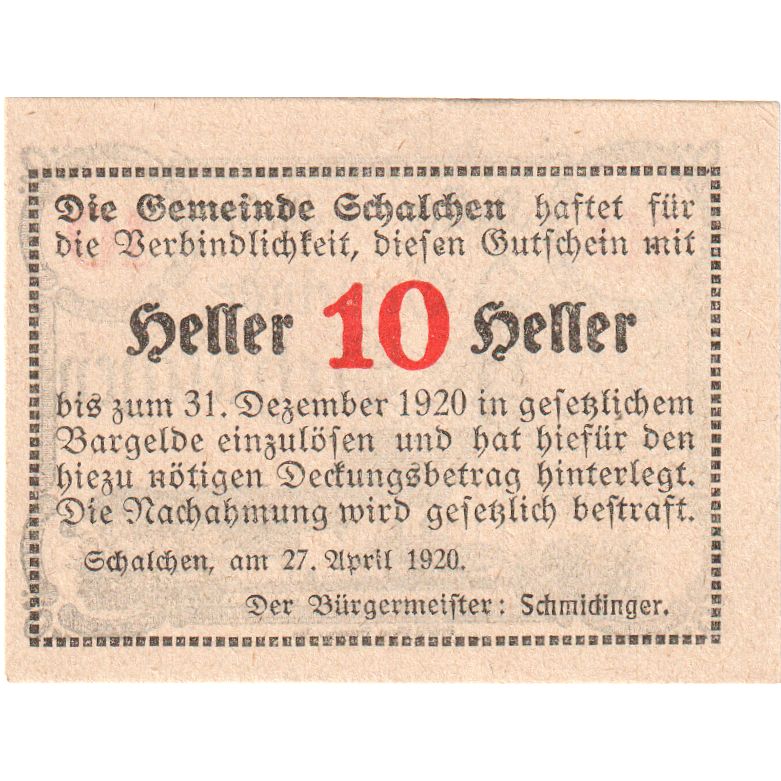 Die Gemeinde Schalchen haftet für
die Verbindlichkeit, diesen Gutschein mit
Heller 10 Heller
bis zum 31. Dezember 1920 in gesetzlichem
Bargelde einzulösen und hat hiefür den
hiezu nötigen Deckungsbetrag hinterlegt.
Die Nachahmung wird gesetzlich bestraft.
Schalchen, am 27. April 1920.
Der Bürgermeister: Schmidinger.